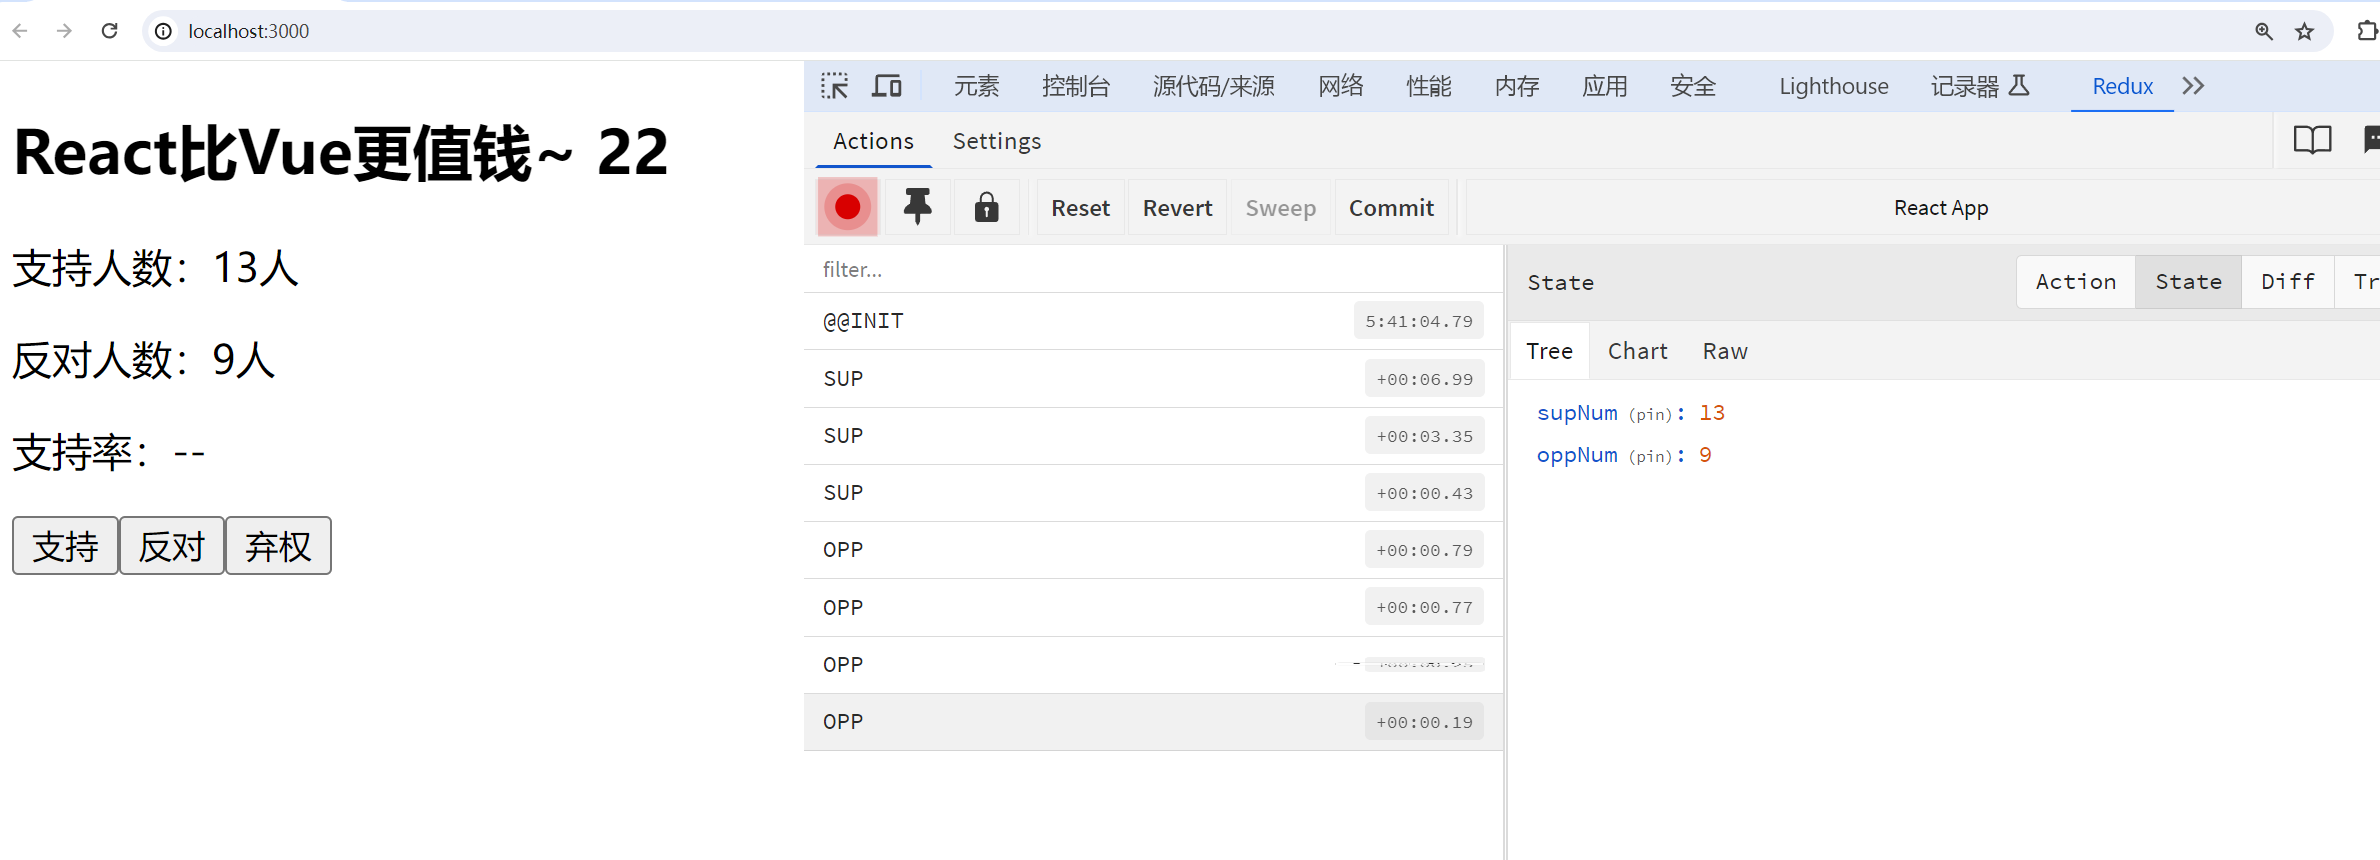 localhost:3000
React比Vue更值钱~ 22
支持人数：13人
反对人数：9人
支持率：--
支持 反对 弃权
元素 控制台 源代码/来源 网络 性能 内存 应用 安全 Lighthouse 记录器 Redux
Actions Settings
Reset Revert Sweep Commit React App
filter...
@@INIT 5:41:04.79
SUP +00:06.99
SUP +00:03.35
SUP +00:00.43
OPP +00:00.79
OPP +00:00.77
OPP
OPP +00:00.19
State Action State Diff Tr
Tree Chart Raw
supNum (pin): 13
oppNum (pin): 9